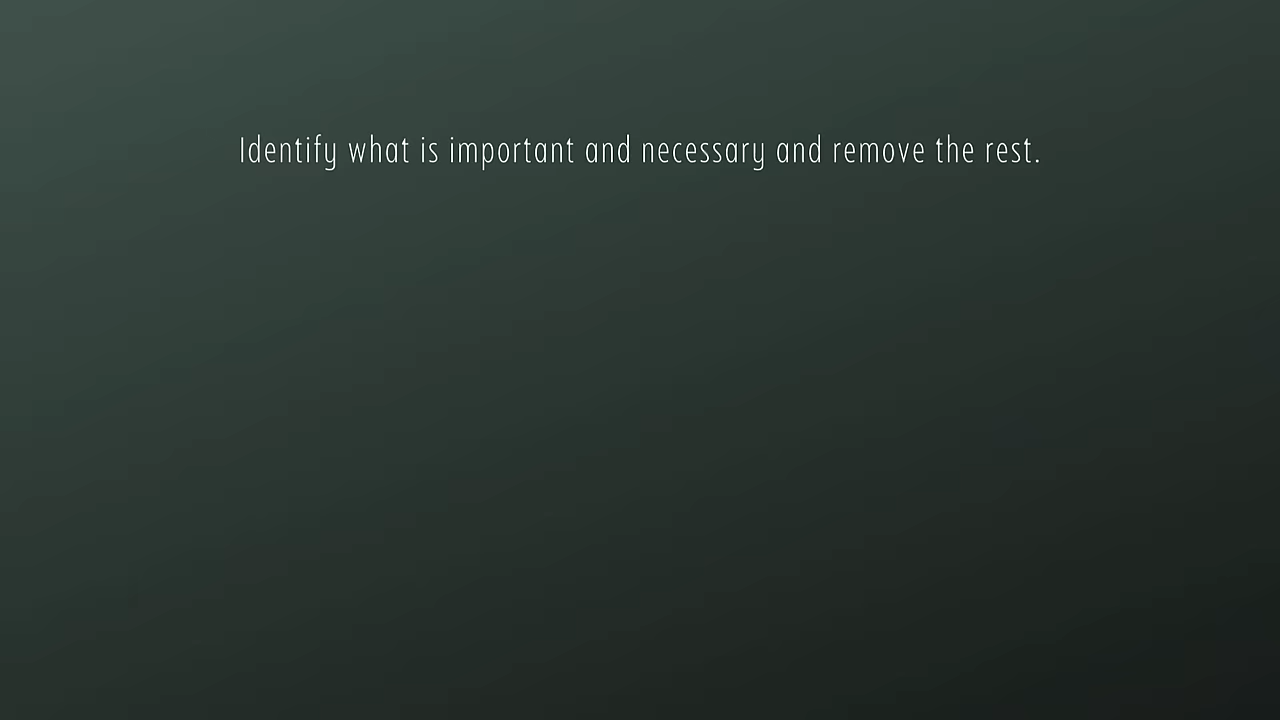 Identify what is important and necessary and remove the rest.